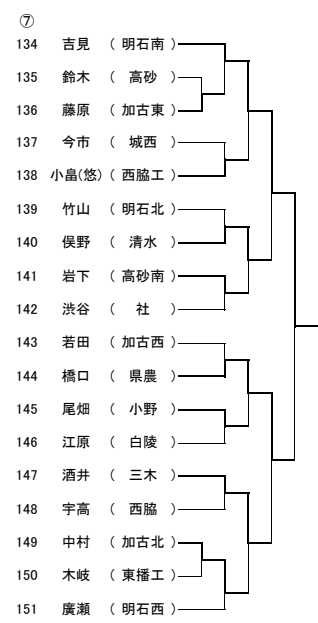 ⑦
134 吉見 ( 明石南 )
135 鈴木 ( 高砂 )
136 藤原 ( 加古東 )
137 今市 ( 城西 )
138 小畠(悠) ( 西脇工 )
139 竹山 ( 明石北 )
140 俣野 ( 清水 )
141 岩下 ( 高砂南 )
142 渋谷 ( 社 )
143 若田 ( 加古西 )
144 橋口 ( 県農 )
145 尾畑 ( 小野 )
146 江原 ( 白陵 )
147 酒井 ( 三木 )
148 宇高 ( 西脇 )
149 中村 ( 加古北 )
150 木岐 ( 東播工 )
151 廣瀬 ( 明石西 )